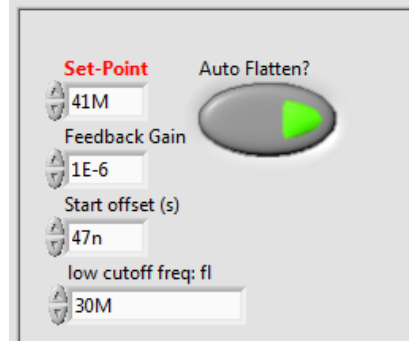 Set-Point
Auto Flatten?
41M
Feedback Gain
1E-6
Start offset (s)
47n
low cutoff freq: fl
30M